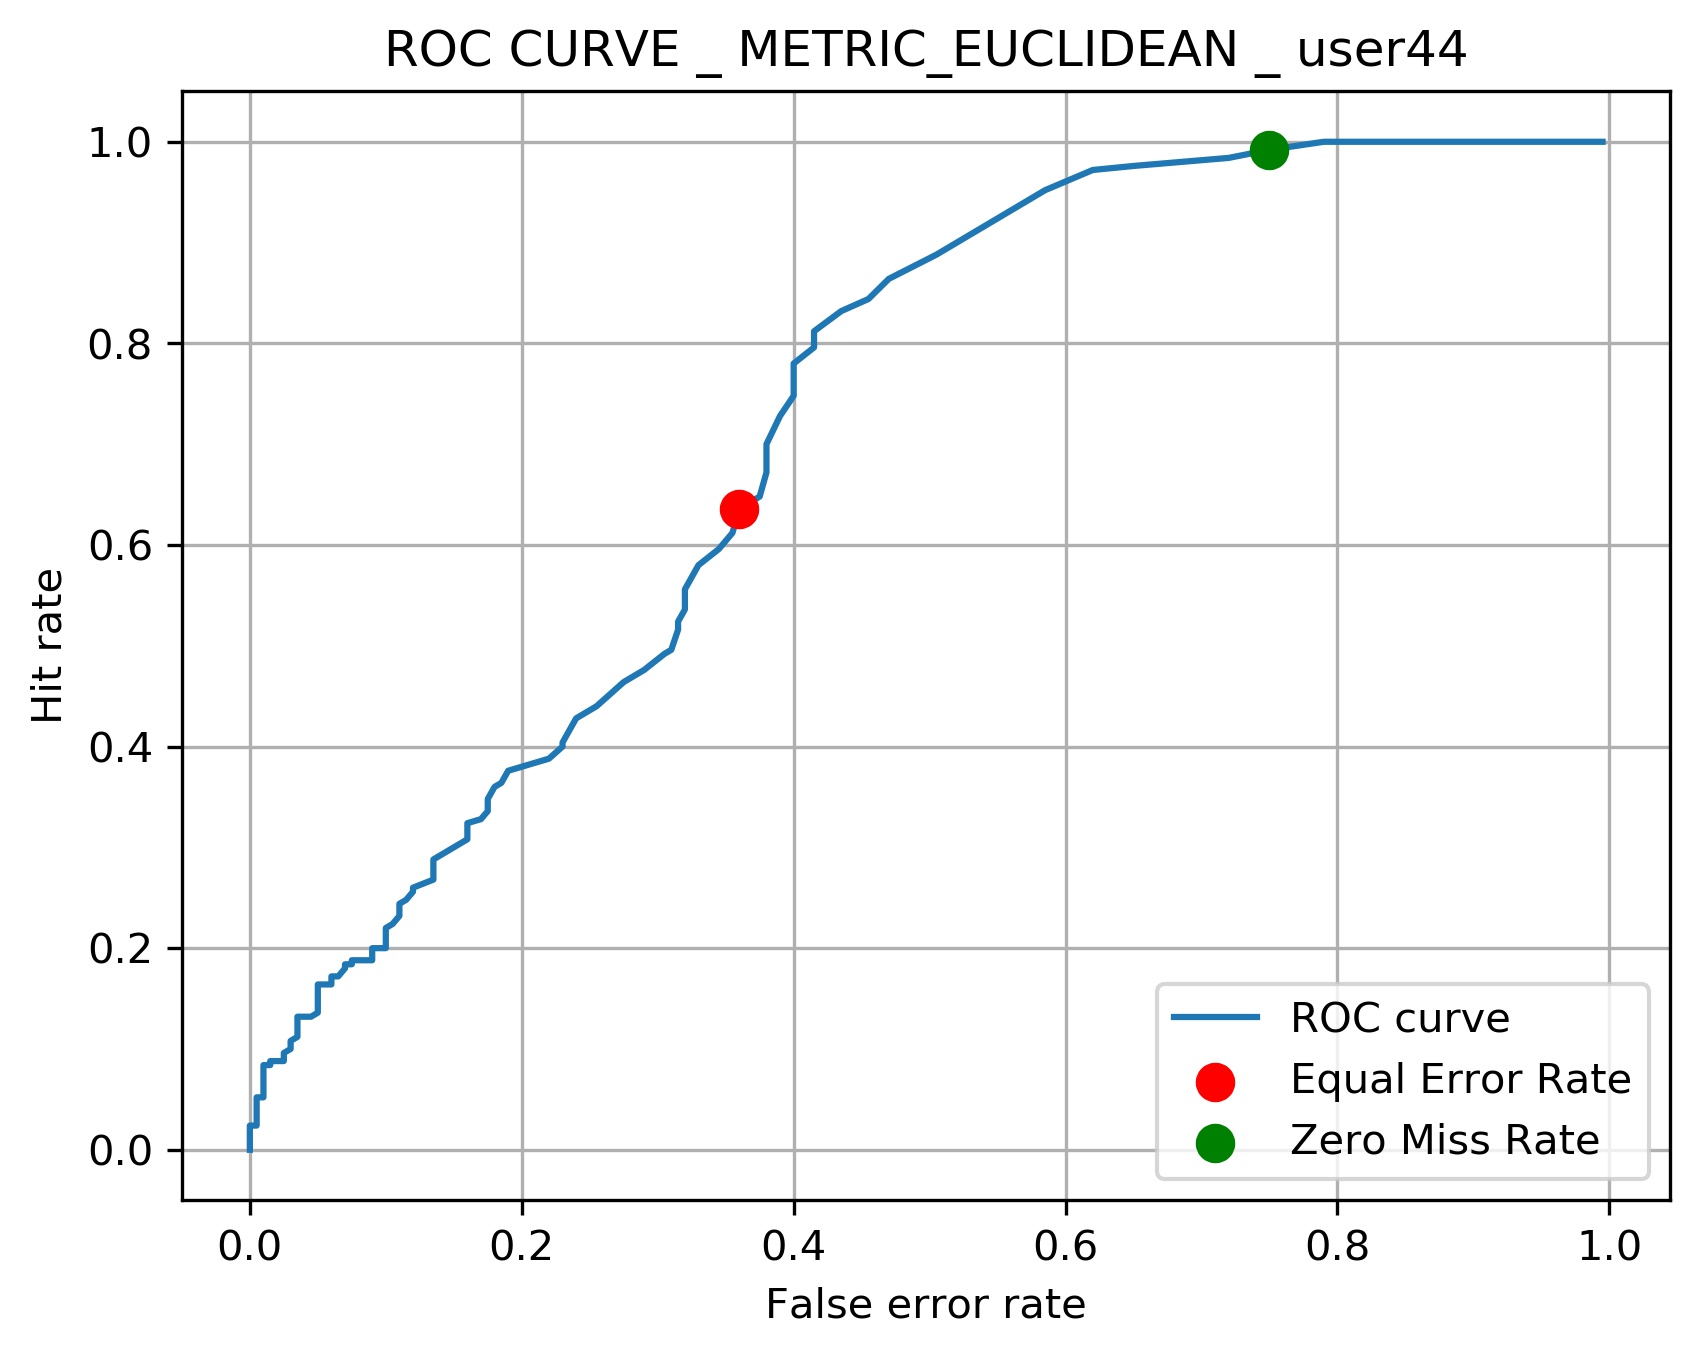 ROC CURVE _ METRIC_EUCLIDEAN _ user44
1.0
0.8
0.6
0.4
0.2
0.0
Hit rate
ROC curve
Equal Error Rate
Zero Miss Rate
0.0 0.2 0.4 0.6 0.8 1.0
False error rate